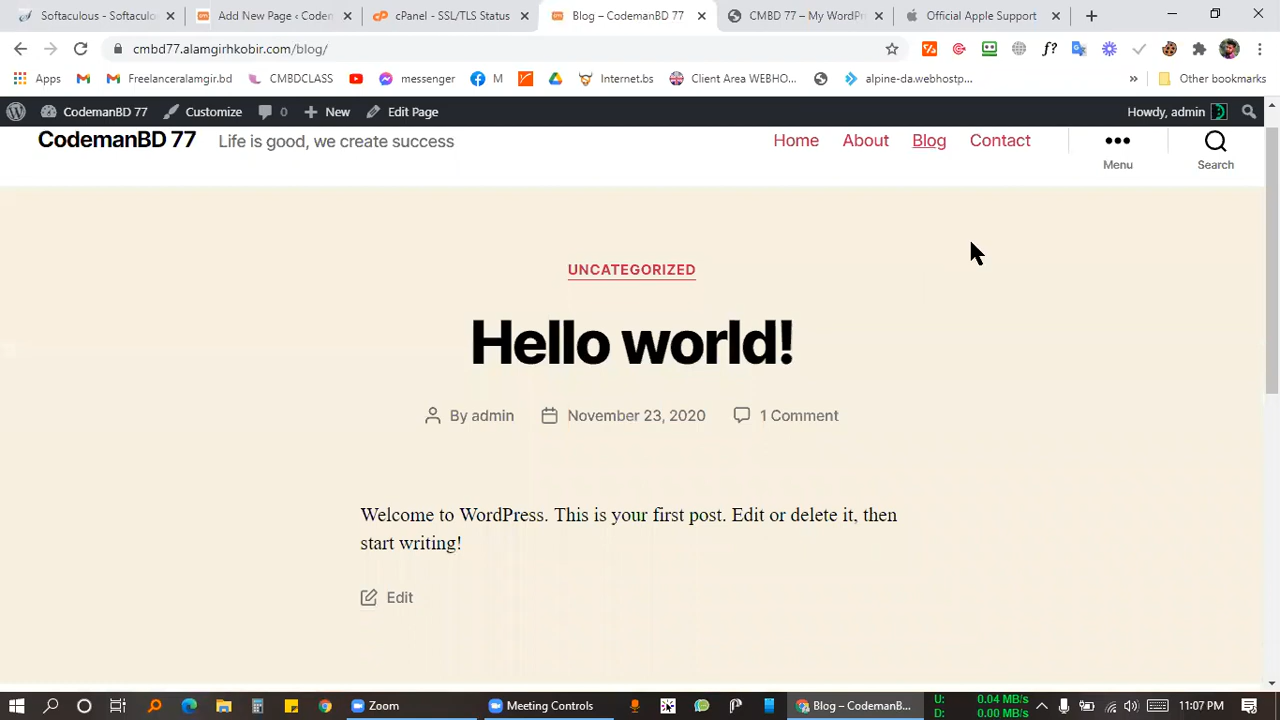 Softaculous - Softaculo
Add New Page ‹ Codem
cPanel - SSL/TLS Status
Blog – CodemanBD 77
CMBD 77 – My WordPr
Official Apple Support
cmbd77.alamgirhkobir.com/blog/
Apps
Freelanceralamgir.bd
CMBDCLASS
messenger
M
Internet.bs
Client Area WEBHO...
alpine-da.webhostp...
Other bookmarks
CodemanBD 77
Customize
0
New
Edit Page
Howdy, admin
CodemanBD 77
Life is good, we create success
Home
About
Blog
Contact
Menu
Search
UNCATEGORIZED
Hello world!
By admin
November 23, 2020
1 Comment
Welcome to WordPress. This is your first post. Edit or delete it, then
start writing!
Edit
Zoom
Meeting Controls
Blog – CodemanB...
U: 0.04 MB/s
D: 0.00 MB/s
11:07 PM